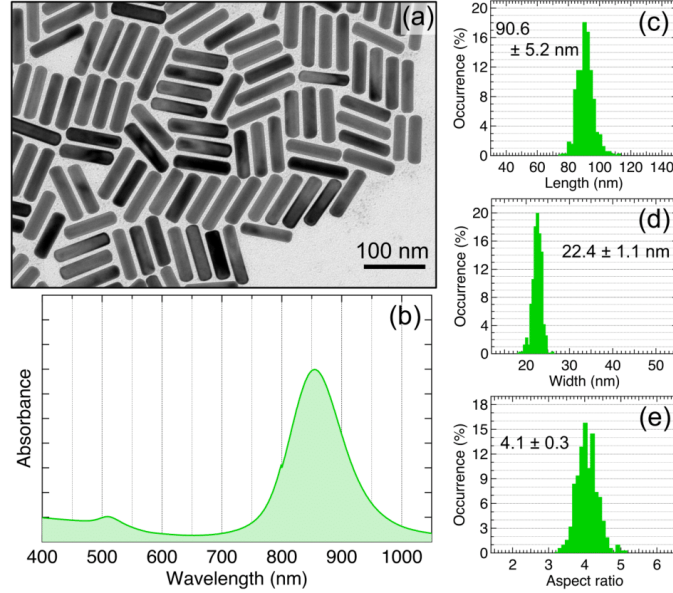 (a)
100 nm
(b)
Absorbance
400 500 600 700 800 900 1000
Wavelength (nm)
(c)
90.6
± 5.2 nm
Occurrence (%)
20
16
12
8
4
0
40 60 80 100 120 140
Length (nm)
(d)
22.4 ± 1.1 nm
Occurrence (%)
20
16
12
8
4
0
20 30 40 50
Width (nm)
(e)
4.1 ± 0.3
Occurrence (%)
18
15
12
9
6
3
0
2 3 4 5 6
Aspect ratio